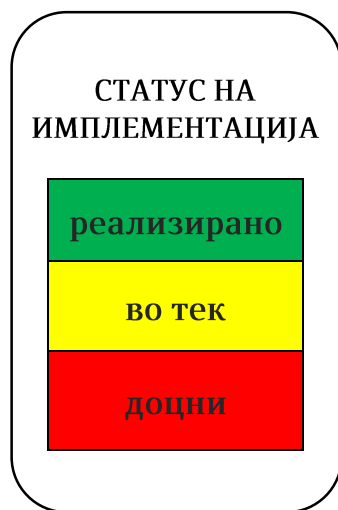 СТАТУС НА
ИМПЛЕМЕНТАЦИЈА
реализирано
во тек
доцни